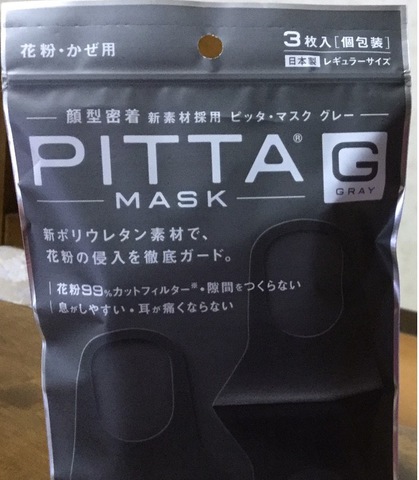 花粉・かぜ用
3枚入［個包装］
日本製 レギュラーサイズ
顔型密着 新素材採用 ピッタ・マスク グレー
PITTA®
MASK
G
GRAY
新ポリウレタン素材で、
花粉の侵入を徹底ガード。
花粉99%カットフィルター※・隙間をつくらない
息がしやすい・耳が痛くならない